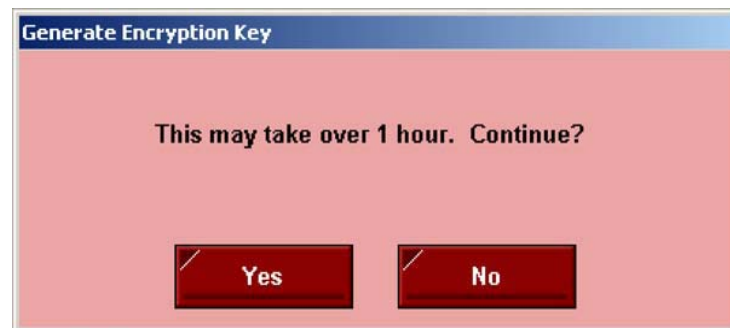 Generate Encryption Key
This may take over 1 hour.  Continue?
Yes
No